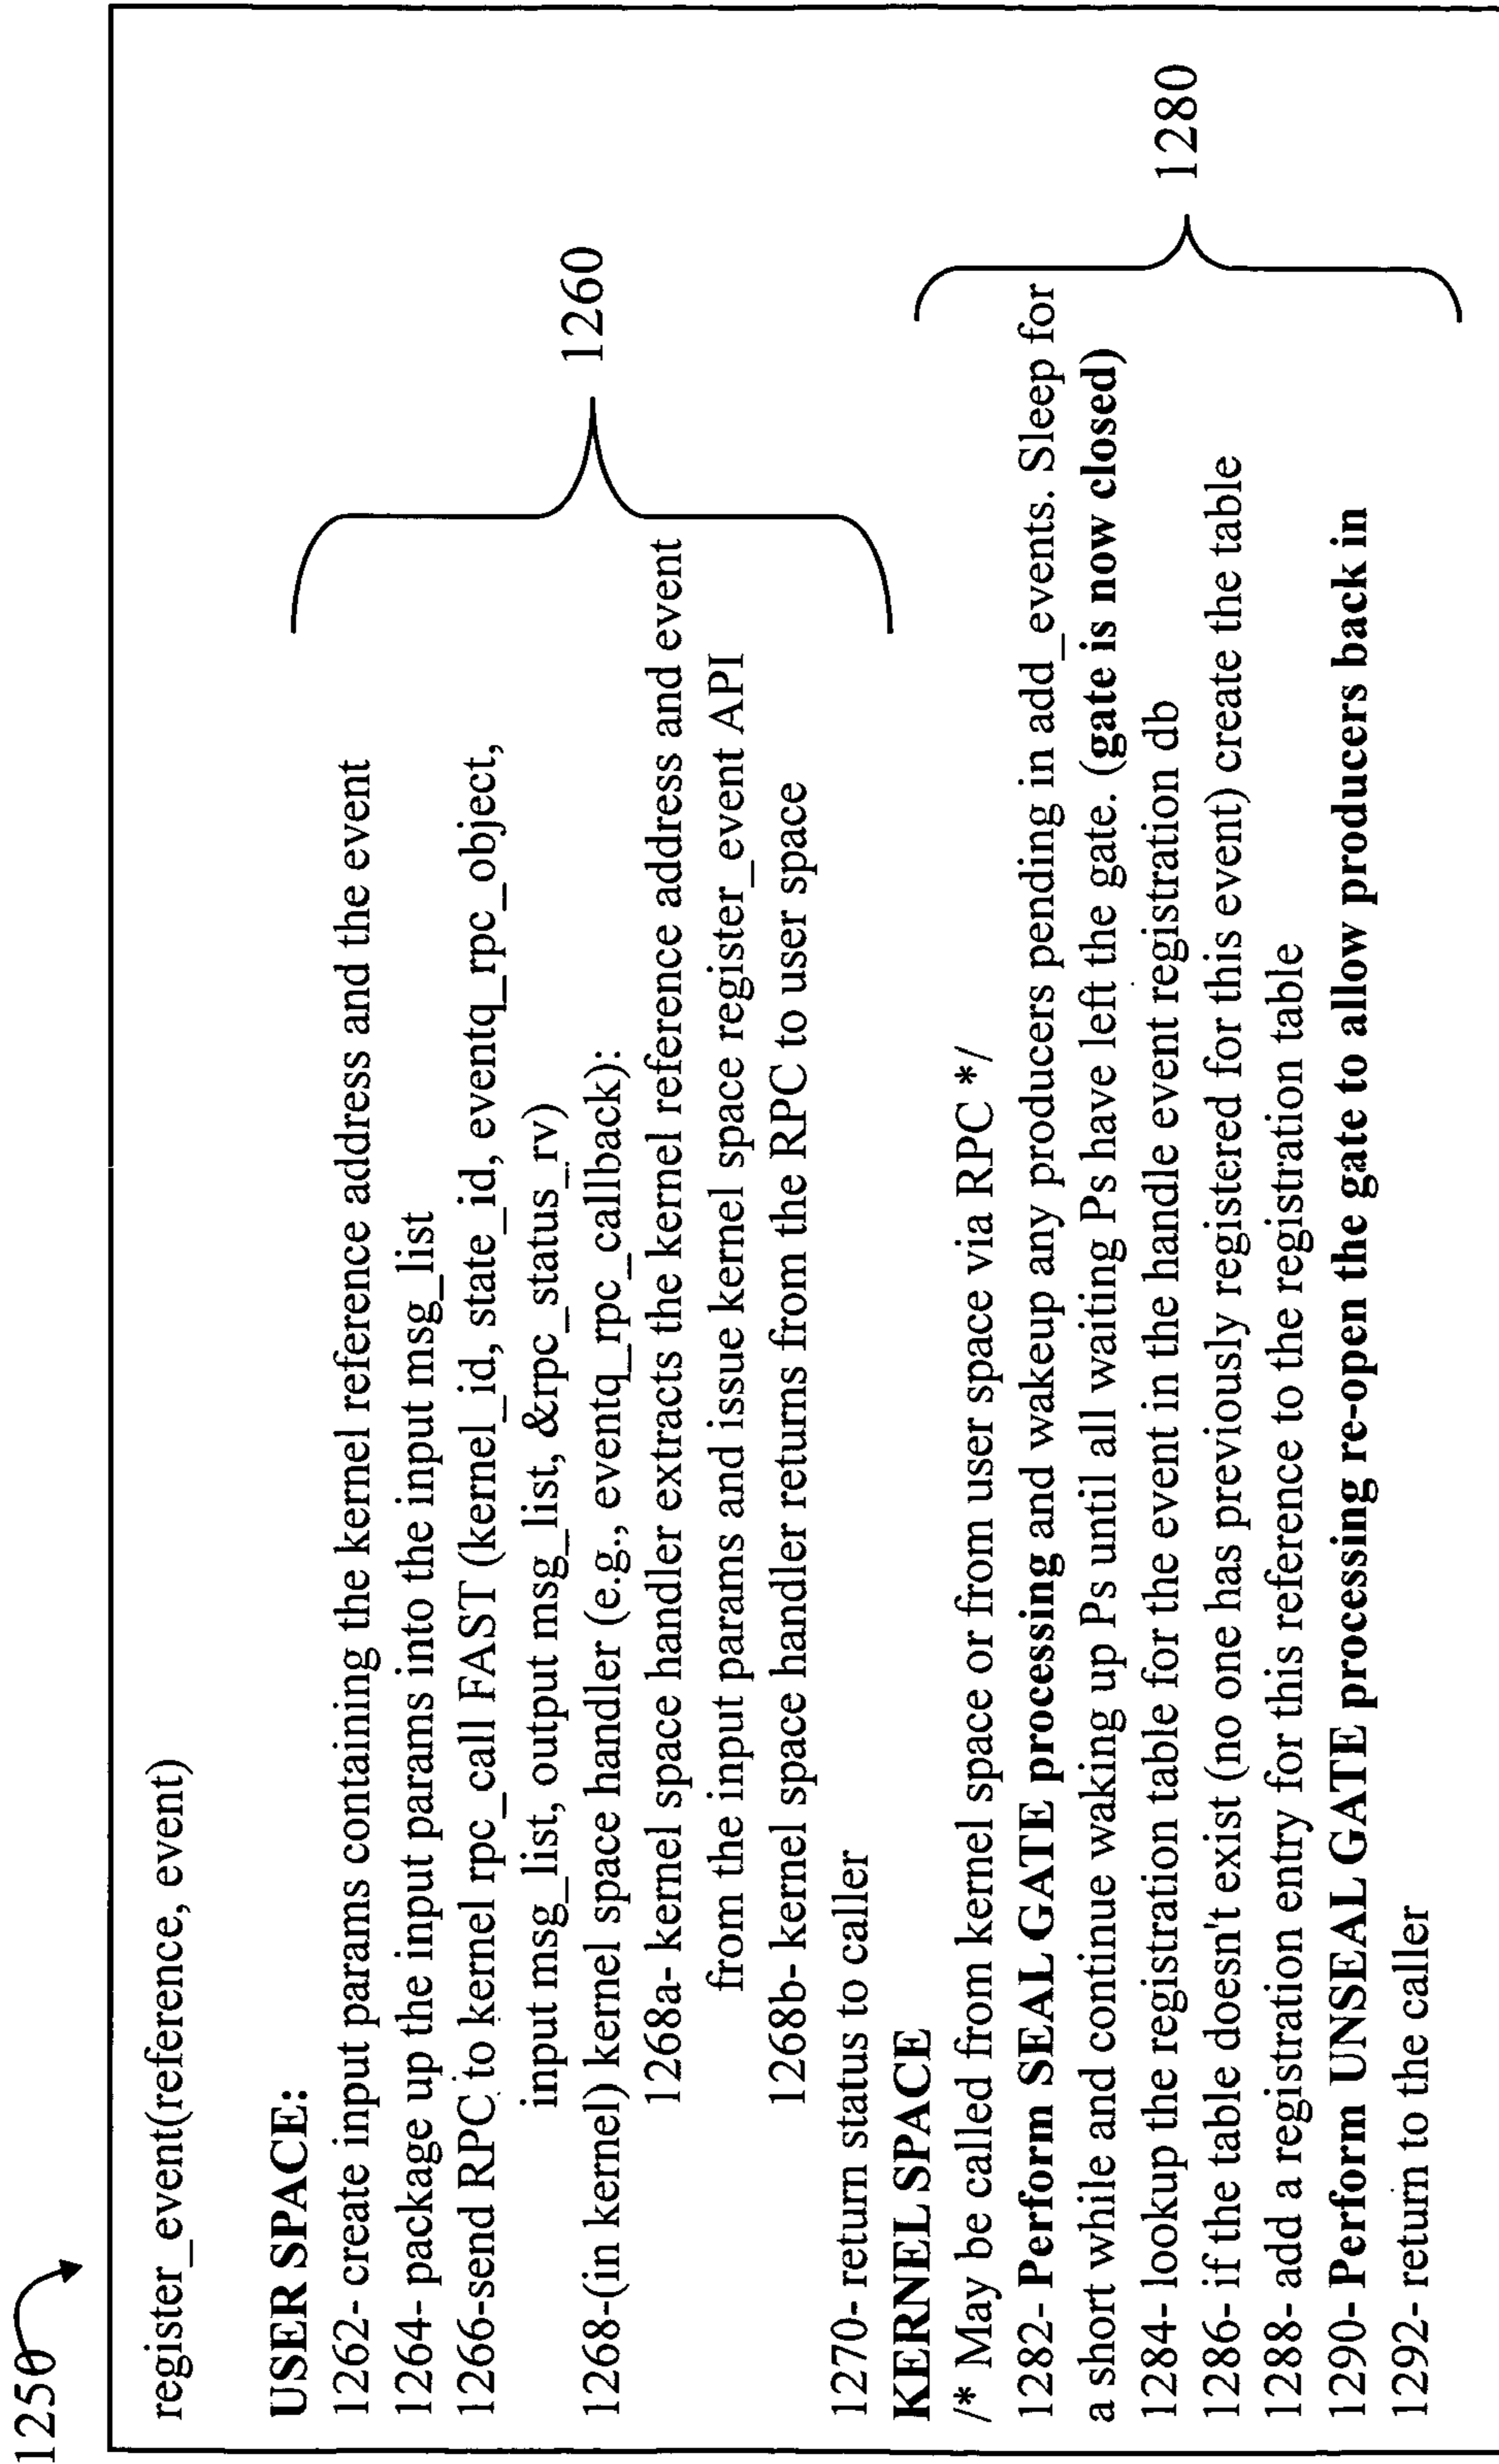 1250
register_event(reference, event)
USER SPACE:
1262- create input params containing the kernel reference address and the event
1264- package up the input params into the input msg_list
1266-send RPC to kernel rpc_call FAST (kernel_id, state_id, eventq_rpc_object,
input msg_list, output msg_list, &rpc_status_rv)
1268-(in kernel) kernel space handler (e.g., eventq_rpc_callback):
1268a- kernel space handler extracts the kernel reference address and event
from the input params and issue kernel space register_event API
1268b- kernel space handler returns from the RPC to user space
1270- return status to caller
1260
KERNEL SPACE
/* May be called from kernel space or from user space via RPC */
1282- Perform SEAL GATE processing and wakeup any producers pending in add_events. Sleep for
a short while and continue waking up Ps until all waiting Ps have left the gate. (gate is now closed)
1284- lookup the registration table for the event in the handle event registration db
1286- if the table doesn't exist (no one has previously registered for this event) create the table
1288- add a registration entry for this reference to the registration table
1290- Perform UNSEAL GATE processing re-open the gate to allow producers back in
1292- return to the caller
1280